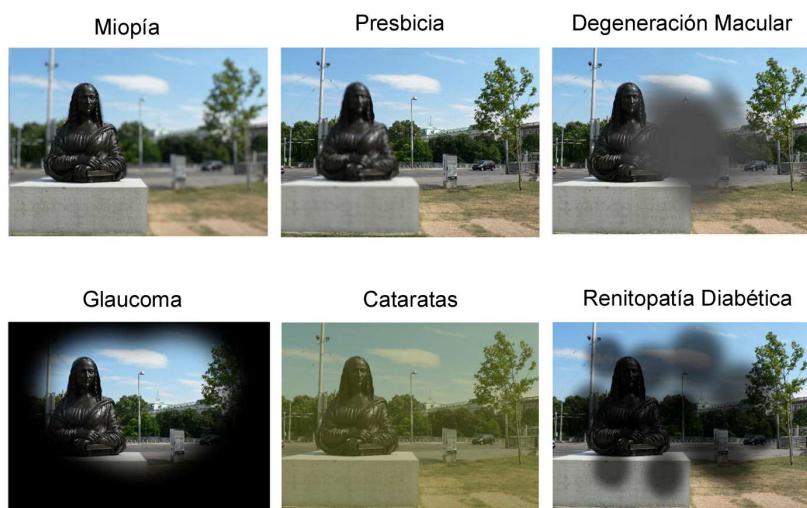 Miopía
Presbicia
Degeneración Macular
Glaucoma
Cataratas
Renitopatía Diabética